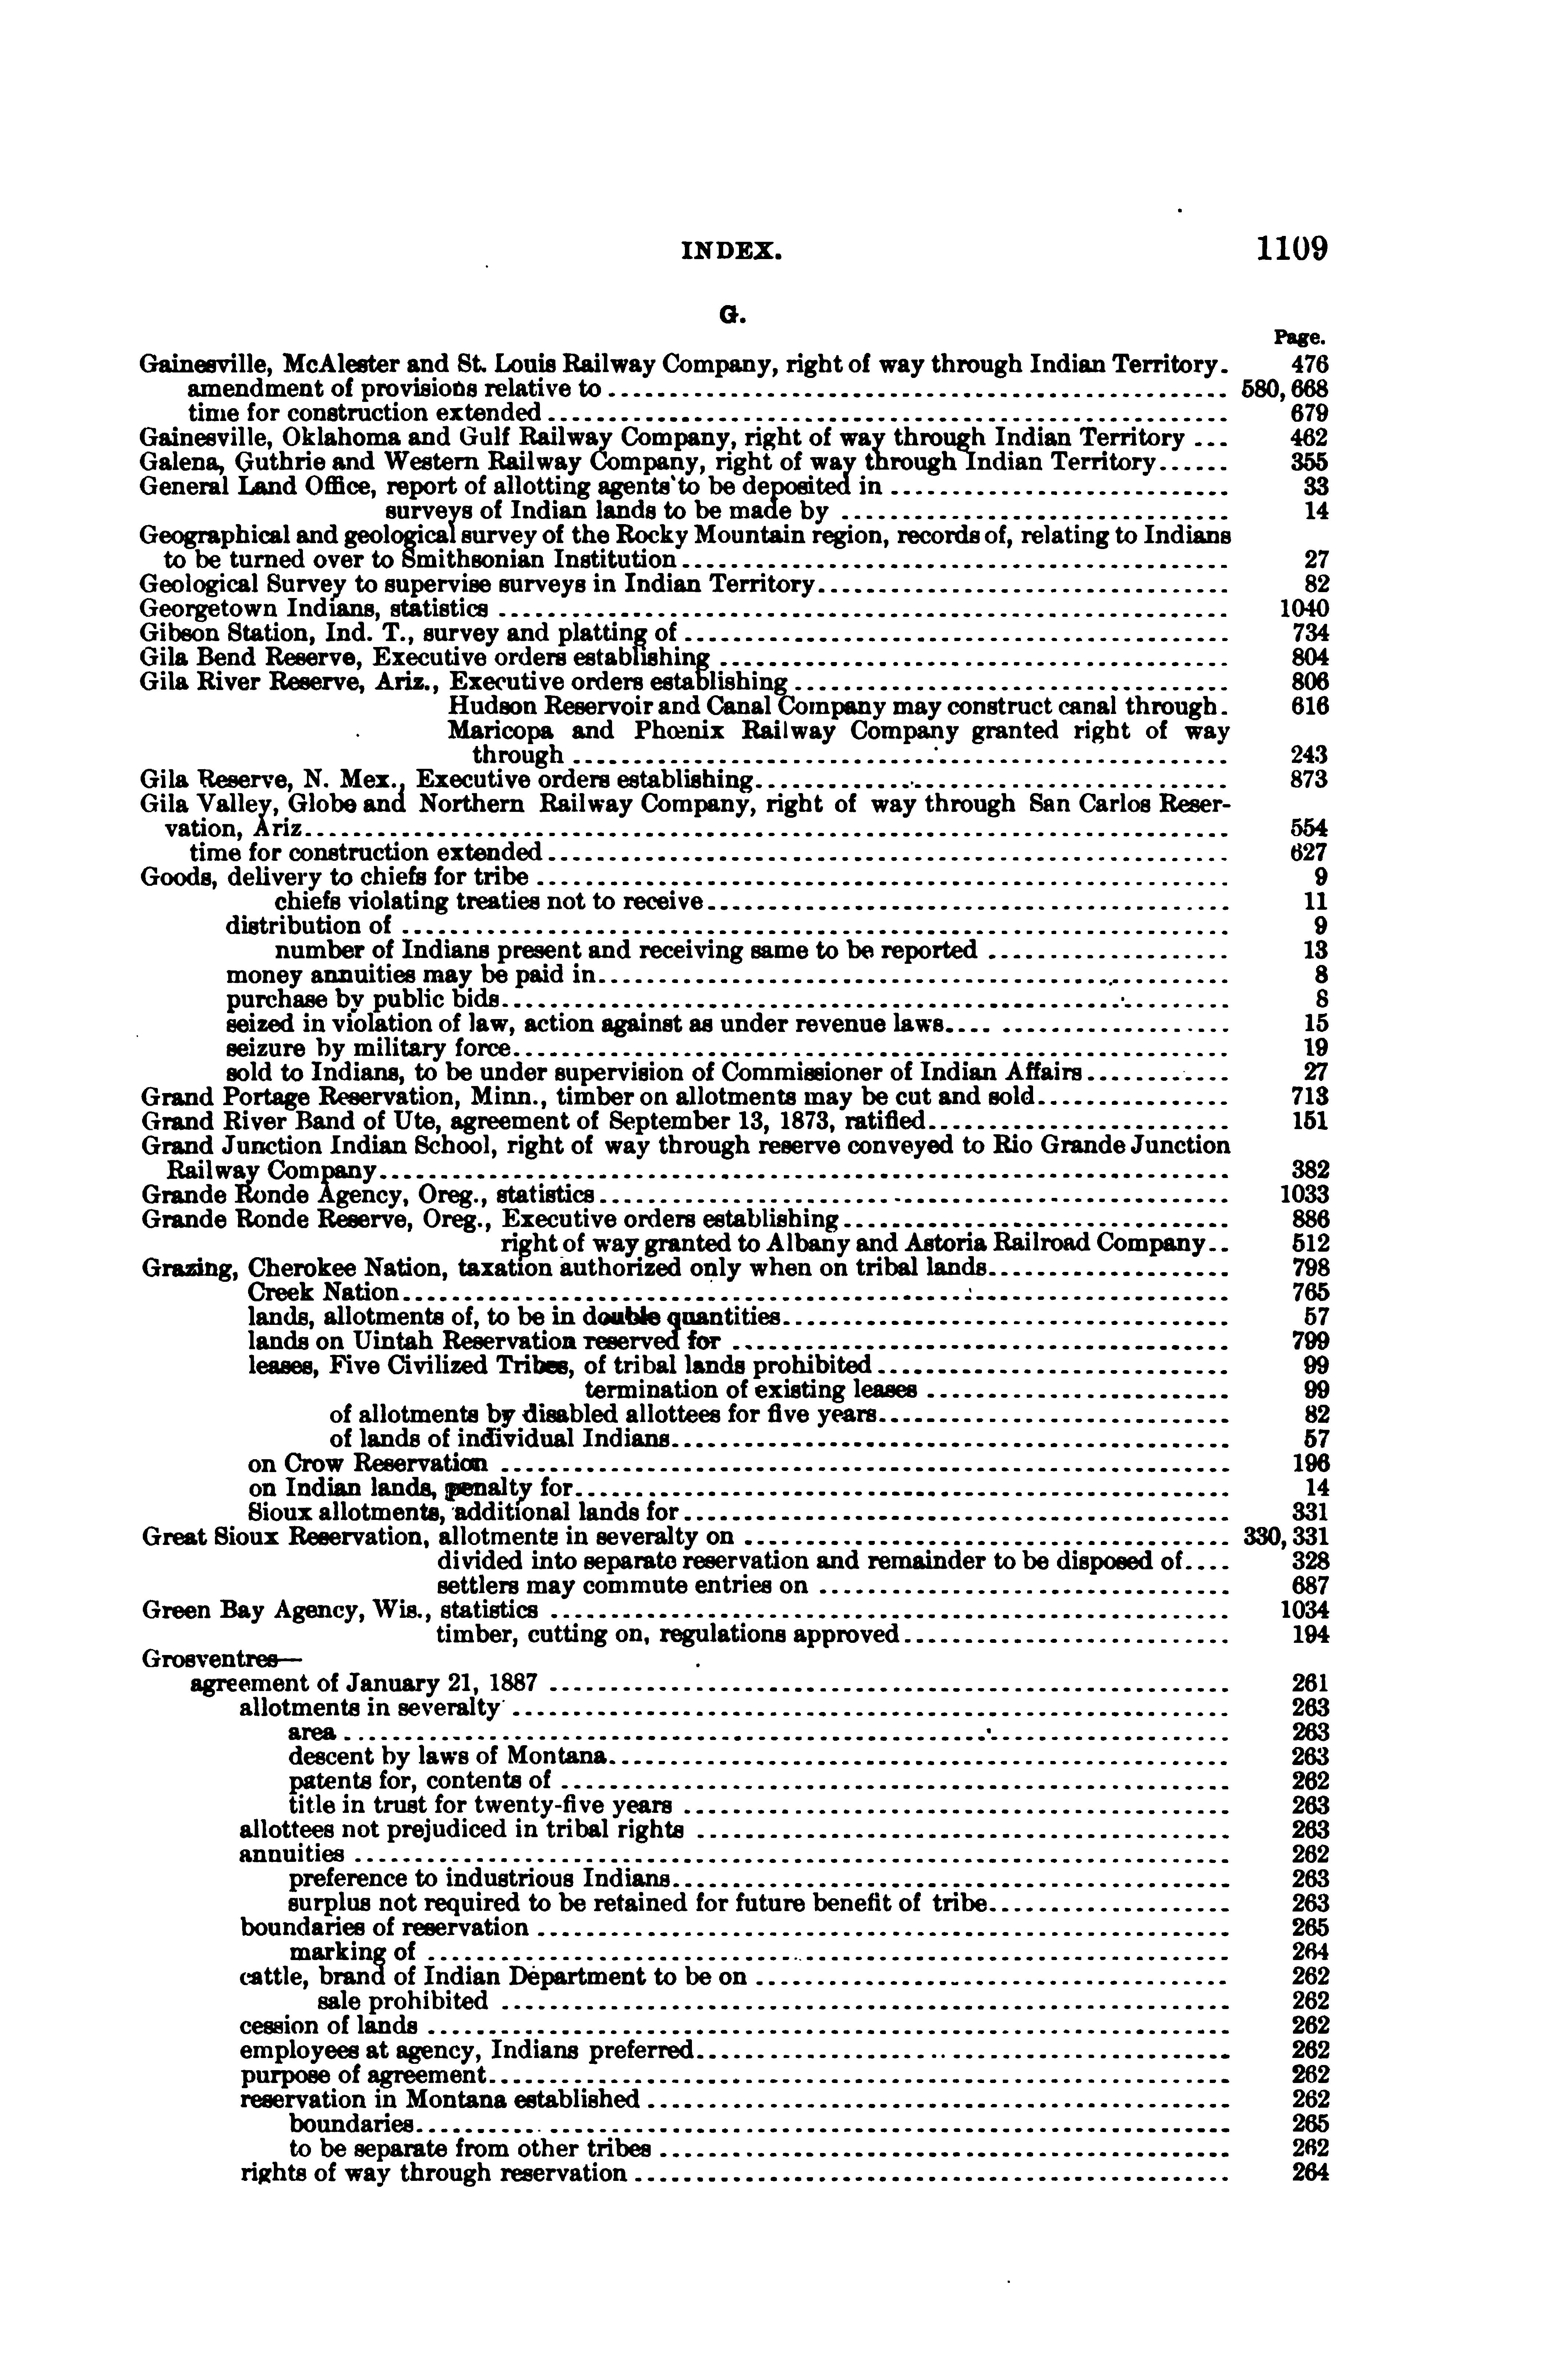 INDEX. 1109
G.
Page.
Gainesville, McAlester and St. Louis Railway Company, right of way through Indian Territory. 476
amendment of provisions relative to 580, 668
time for construction extended 679
Gainesville, Oklahoma and Gulf Railway Company, right of way through Indian Territory 462
Galena, Guthrie and Western Railway Company, right of way through Indian Territory 355
General Land Office, report of allotting agents to be deposited in 33
surveys of Indian lands to be made by 14
Geographical and geological survey of the Rocky Mountain region, records of, relating to Indians
to be turned over to Smithsonian Institution 27
Geological Survey to supervise surveys in Indian Territory 82
Georgetown Indians, statistics 1040
Gibson Station, Ind. T., survey and platting of 734
Gila Bend Reserve, Executive orders establishing 804
Gila River Reserve, Ariz., Executive orders establishing 806
Hudson Reservoir and Canal Company may construct canal through. 616
Maricopa and Phœnix Railway Company granted right of way
through 243
Gila Reserve, N. Mex., Executive orders establishing 873
Gila Valley, Globe and Northern Railway Company, right of way through San Carlos Reser-
vation, Ariz 554
time for construction extended 627
Goods, delivery to chiefs for tribe 9
chiefs violating treaties not to receive 11
distribution of 9
number of Indians present and receiving same to be reported 13
money annuities may be paid in 8
purchase by public bids 8
seized in violation of law, action against as under revenue laws 15
seizure by military force 19
sold to Indians, to be under supervision of Commissioner of Indian Affairs 27
Grand Portage Reservation, Minn., timber on allotments may be cut and sold 713
Grand River Band of Ute, agreement of September 13, 1873, ratified 151
Grand Junction Indian School, right of way through reserve conveyed to Rio Grande Junction
Railway Company 382
Grande Ronde Agency, Oreg., statistics 1033
Grande Ronde Reserve, Oreg., Executive orders establishing 886
right of way granted to Albany and Astoria Railroad Company 512
Grazing, Cherokee Nation, taxation authorized only when on tribal lands 798
Creek Nation 765
lands, allotments of, to be in double quantities 57
lands on Uintah Reservation reserved for 799
leases, Five Civilized Tribes, of tribal lands prohibited 99
termination of existing leases 99
of allotments by disabled allottees for five years 82
of lands of individual Indians 57
on Crow Reservation 196
on Indian lands, penalty for 14
Sioux allotments, additional lands for 331
Great Sioux Reservation, allotments in severalty on 330, 331
divided into separate reservation and remainder to be disposed of 328
settlers may commute entries on 687
Green Bay Agency, Wis., statistics 1034
timber, cutting on, regulations approved 194
Grosventres—
agreement of January 21, 1887 261
allotments in severalty 263
area 263
descent by laws of Montana 263
patents for, contents of 262
title in trust for twenty-five years 263
allottees not prejudiced in tribal rights 263
annuities 262
preference to industrious Indians 263
surplus not required to be retained for future benefit of tribe 263
boundaries of reservation 265
marking of 264
cattle, brand of Indian Department to be on 262
sale prohibited 262
cession of lands 262
employees at agency, Indians preferred 262
purpose of agreement 262
reservation in Montana established 262
boundaries 265
to be separate from other tribes 262
rights of way through reservation 264